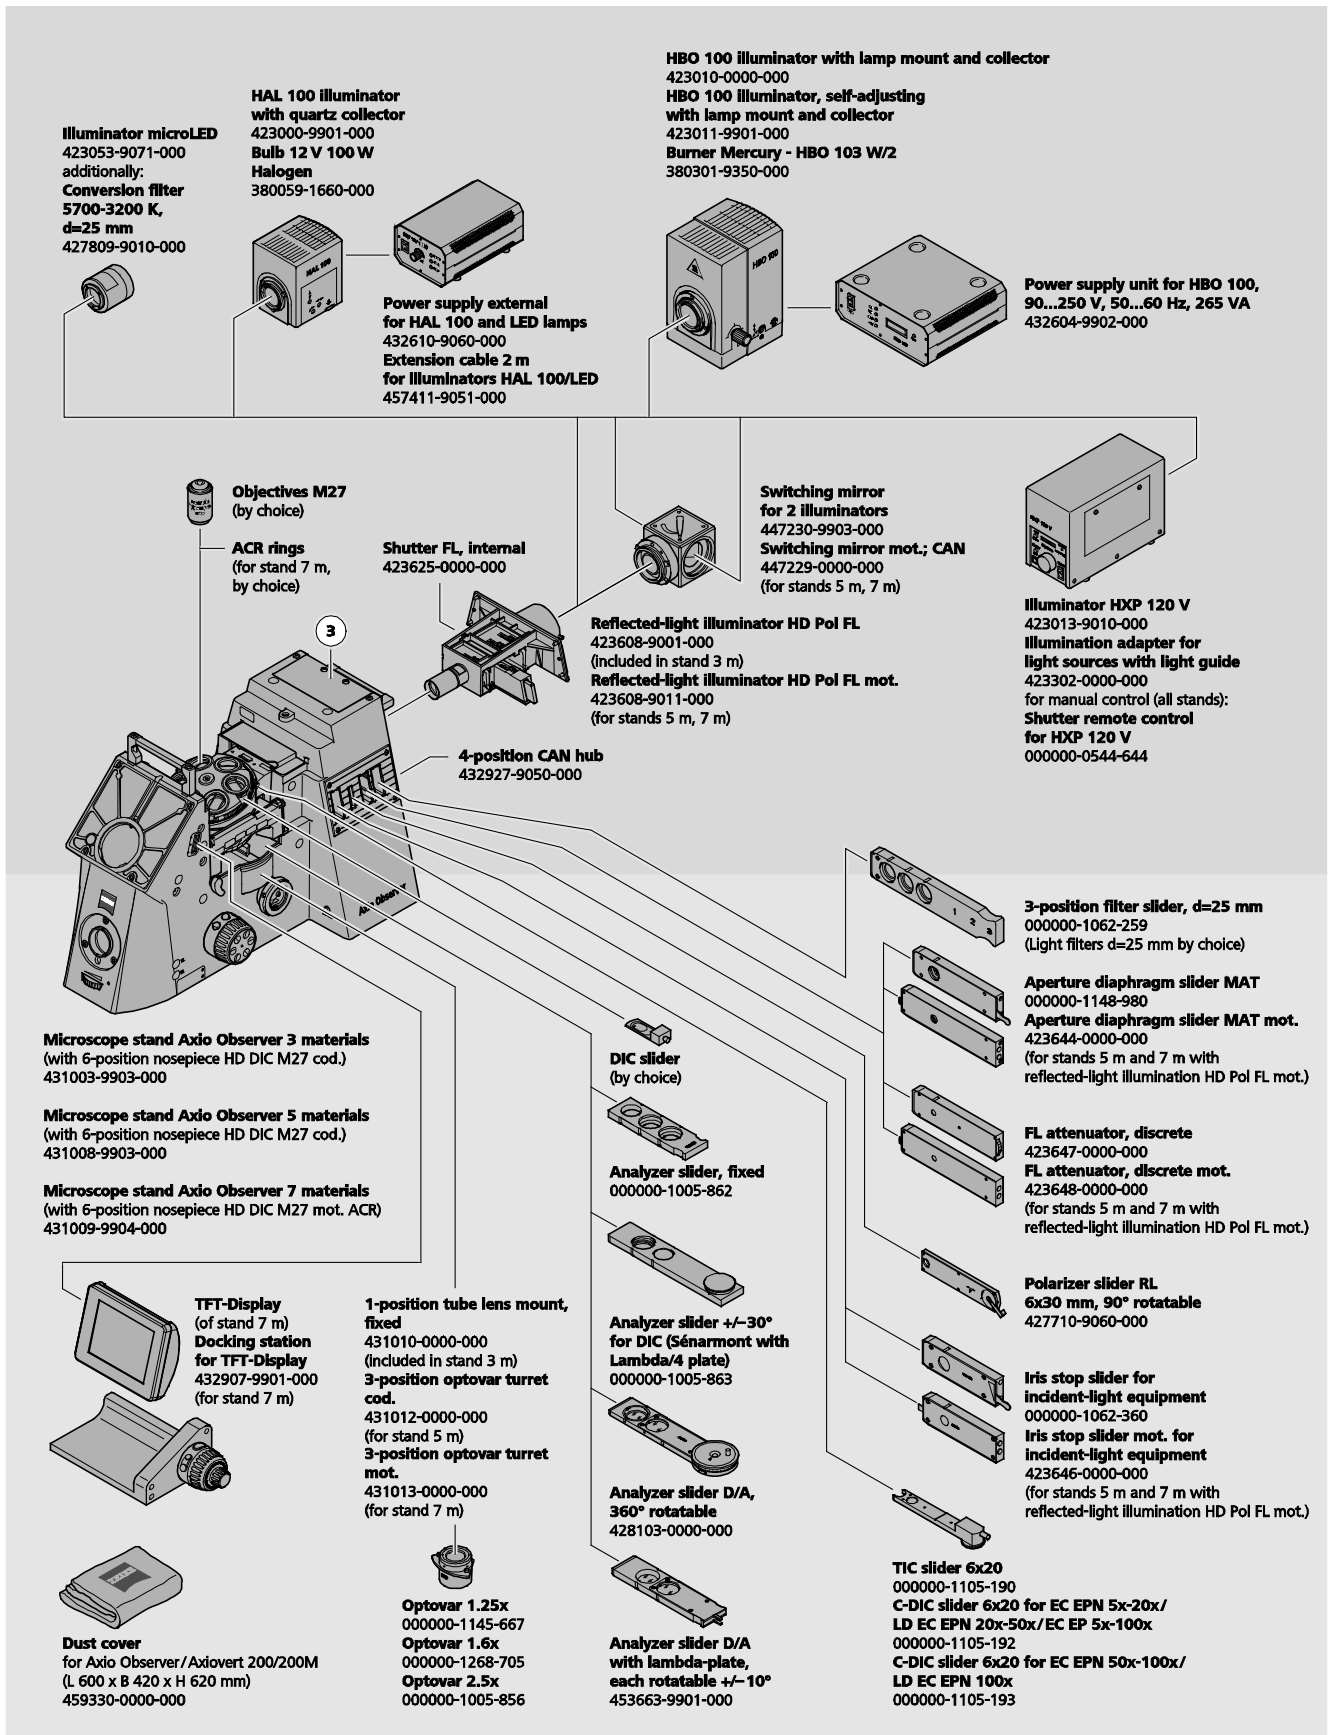 HBO 100 illuminator with lamp mount and collector
423010-0000-000
HBO 100 illuminator, self-adjusting
with lamp mount and collector
423011-9901-000
Burner Mercury - HBO 103 W/2
380301-9350-000
HAL 100 illuminator
with quartz collector
423000-9901-000
Bulb 12 V 100 W
Halogen
380059-1660-000
Illuminator microLED
423053-9071-000
additionally:
Conversion filter
5700-3200 K,
d=25 mm
427809-9010-000
HAL 100
HBO 100
Power supply external
for HAL 100 and LED lamps
432610-9060-000
Extension cable 2 m
for illuminators HAL 100/LED
457411-9051-000
Power supply unit for HBO 100,
90...250 V, 50...60 Hz, 265 VA
432604-9902-000
Objectives M27
(by choice)
ACR rings
(for stand 7 m,
by choice)
Shutter FL, internal
423625-0000-000
Switching mirror
for 2 illuminators
447230-9903-000
Switching mirror mot.; CAN
447229-0000-000
(for stands 5 m, 7 m)
HXP 120 V
3
Reflected-light illuminator HD Pol FL
423608-9001-000
(included in stand 3 m)
Reflected-light illuminator HD Pol FL mot.
423608-9011-000
(for stands 5 m, 7 m)
Illuminator HXP 120 V
423013-9010-000
Illumination adapter for
light sources with light guide
423302-0000-000
for manual control (all stands):
Shutter remote control
for HXP 120 V
000000-0544-644
4-position CAN hub
432927-9050-000
Axio Observer
1 2 3
3-position filter slider, d=25 mm
000000-1062-259
(Light filters d=25 mm by choice)
Aperture diaphragm slider MAT
000000-1148-980
Aperture diaphragm slider MAT mot.
423644-0000-000
(for stands 5 m and 7 m with
reflected-light illumination HD Pol FL mot.)
FL attenuator, discrete
423647-0000-000
FL attenuator, discrete mot.
423648-0000-000
(for stands 5 m and 7 m with
reflected-light illumination HD Pol FL mot.)
Polarizer slider RL
6x30 mm, 90° rotatable
427710-9060-000
Iris stop slider for
incident-light equipment
000000-1062-360
Iris stop slider mot. for
incident-light equipment
423646-0000-000
(for stands 5 m and 7 m with
reflected-light illumination HD Pol FL mot.)
Microscope stand Axio Observer 3 materials
(with 6-position nosepiece HD DIC M27 cod.)
431003-9903-000
Microscope stand Axio Observer 5 materials
(with 6-position nosepiece HD DIC M27 cod.)
431008-9903-000
Microscope stand Axio Observer 7 materials
(with 6-position nosepiece HD DIC M27 mot. ACR)
431009-9904-000
DIC slider
(by choice)
Analyzer slider, fixed
000000-1005-862
Analyzer slider +/−30°
for DIC (Sénarmont with
Lambda/4 plate)
000000-1005-863
Analyzer slider D/A,
360° rotatable
428103-0000-000
Analyzer slider D/A
with lambda-plate,
each rotatable +/−10°
453663-9901-000
TFT-Display
(of stand 7 m)
Docking station
for TFT-Display
432907-9901-000
(for stand 7 m)
1-position tube lens mount,
fixed
431010-0000-000
(included in stand 3 m)
3-position optovar turret
cod.
431012-0000-000
(for stand 5 m)
3-position optovar turret
mot.
431013-0000-000
(for stand 7 m)
Optovar 1.25x
000000-1145-667
Optovar 1.6x
000000-1268-705
Optovar 2.5x
000000-1005-856
Dust cover
for Axio Observer/Axiovert 200/200M
(L 600 x B 420 x H 620 mm)
459330-0000-000
TIC slider 6x20
000000-1105-190
C-DIC slider 6x20 for EC EPN 5x-20x/
LD EC EPN 20x-50x/EC EP 5x-100x
000000-1105-192
C-DIC slider 6x20 for EC EPN 50x-100x/
LD EC EPN 100x
000000-1105-193